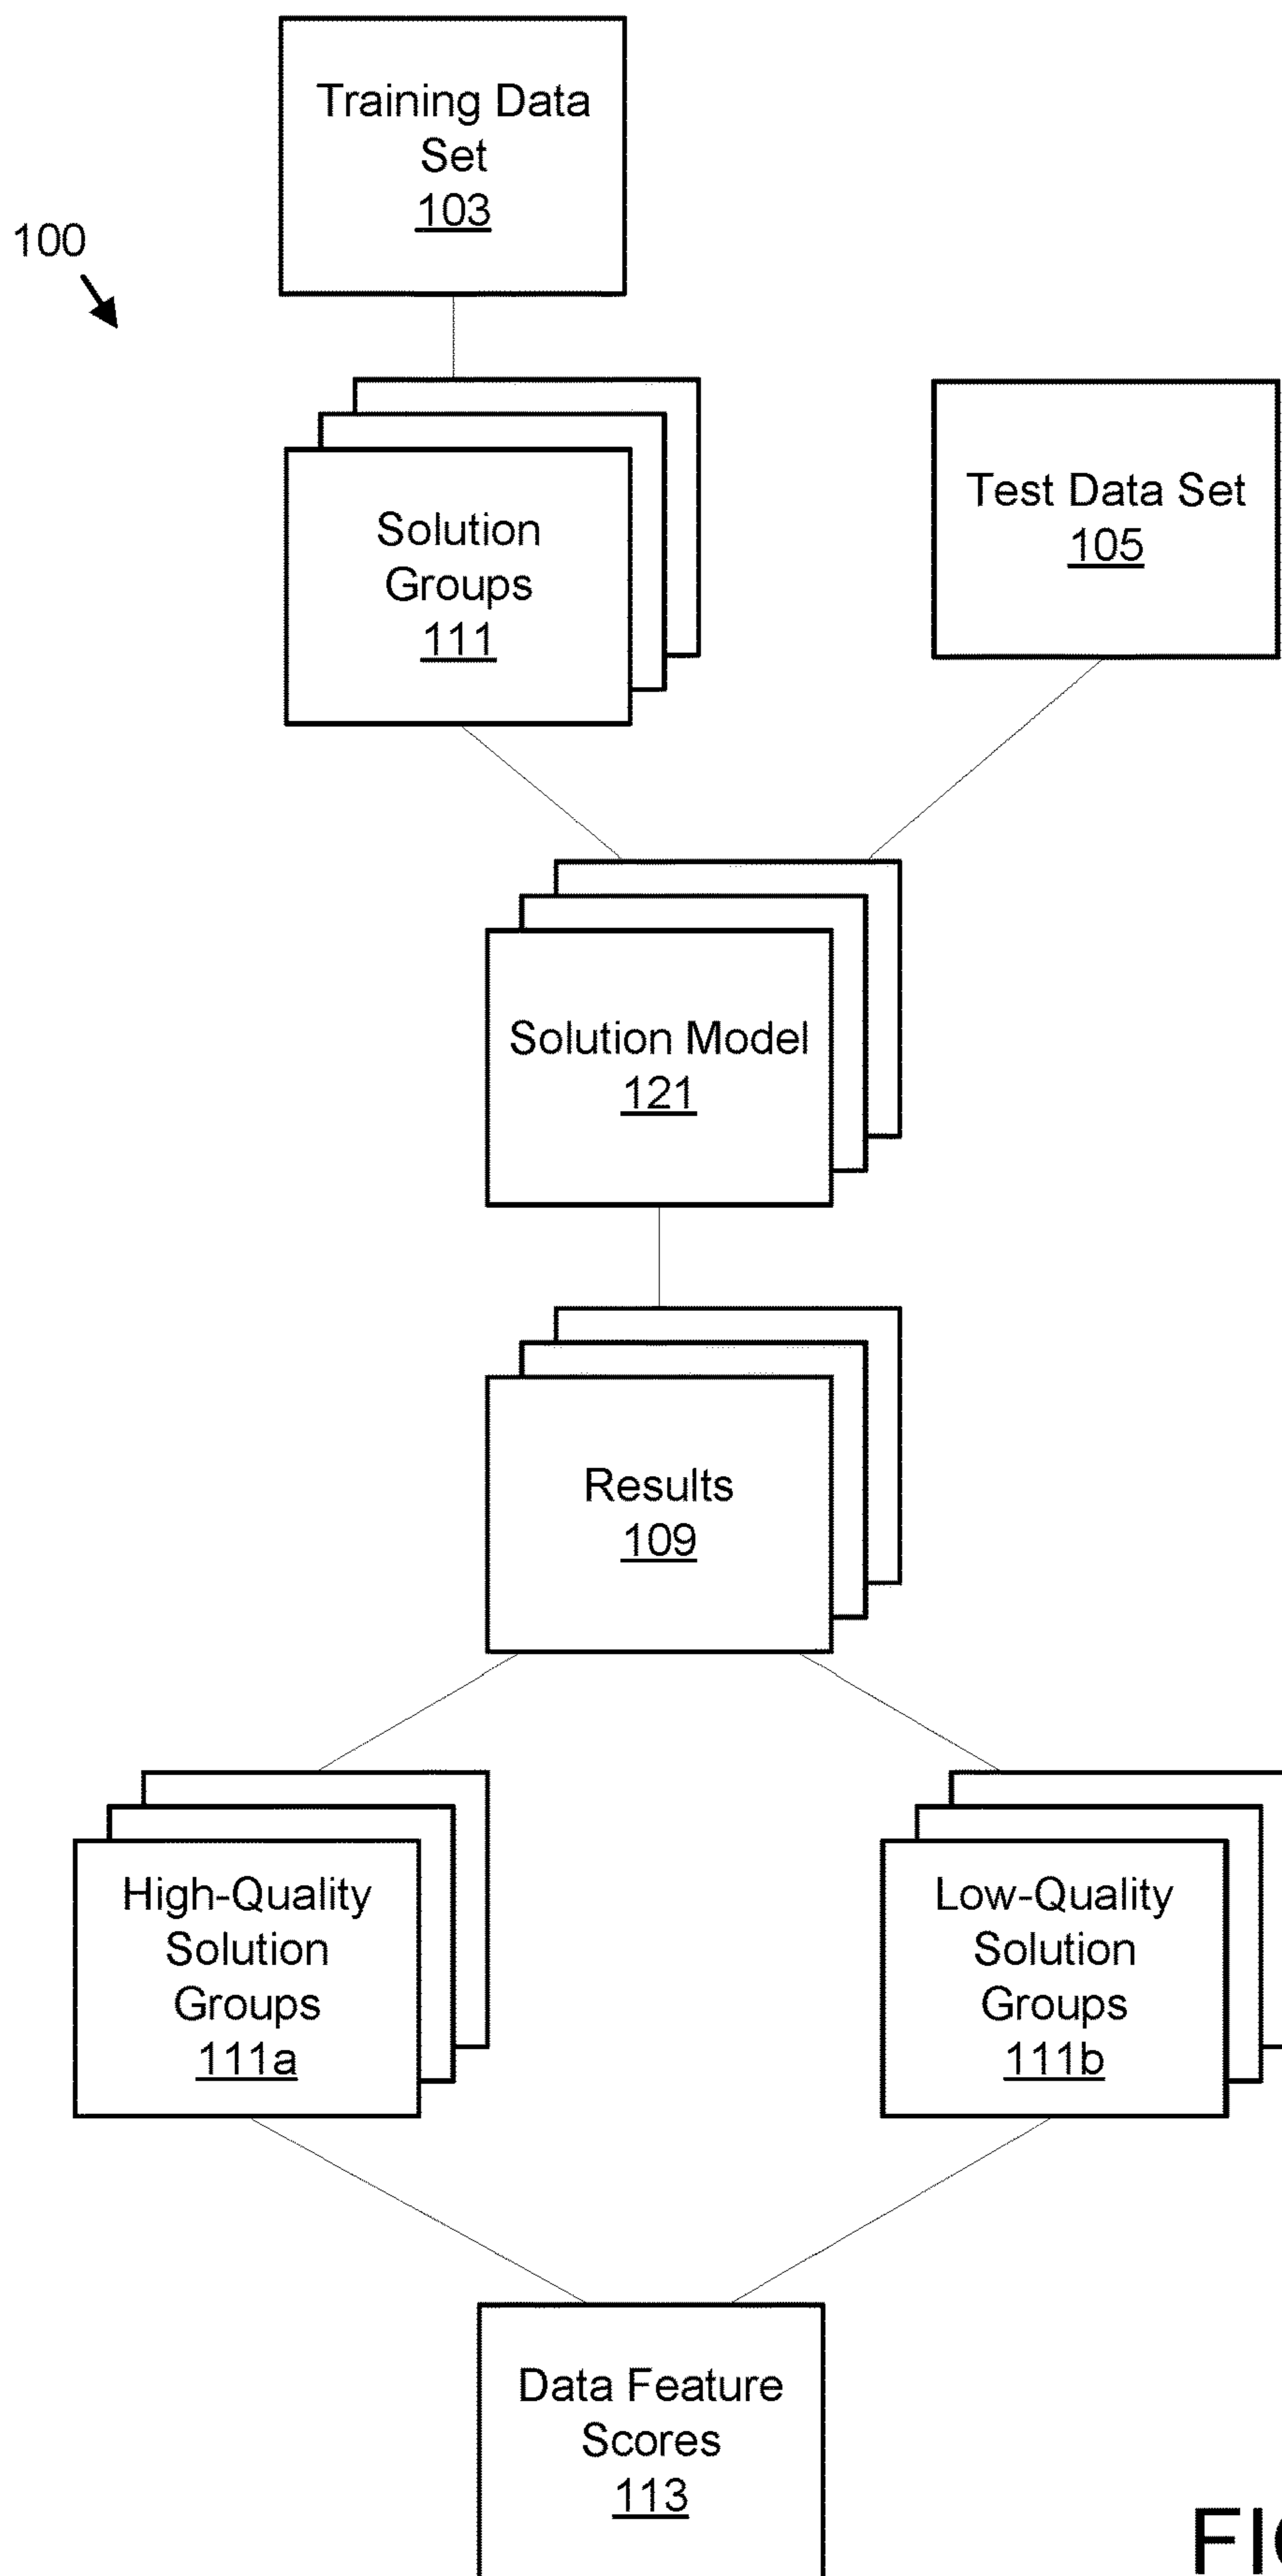 Training Data
Set
103
100
Solution
Groups
111
Test Data Set
105
Solution Model
121
Results
109
High-Quality
Solution
Groups
111a
Low-Quality
Solution
Groups
111b
Data Feature
Scores
113